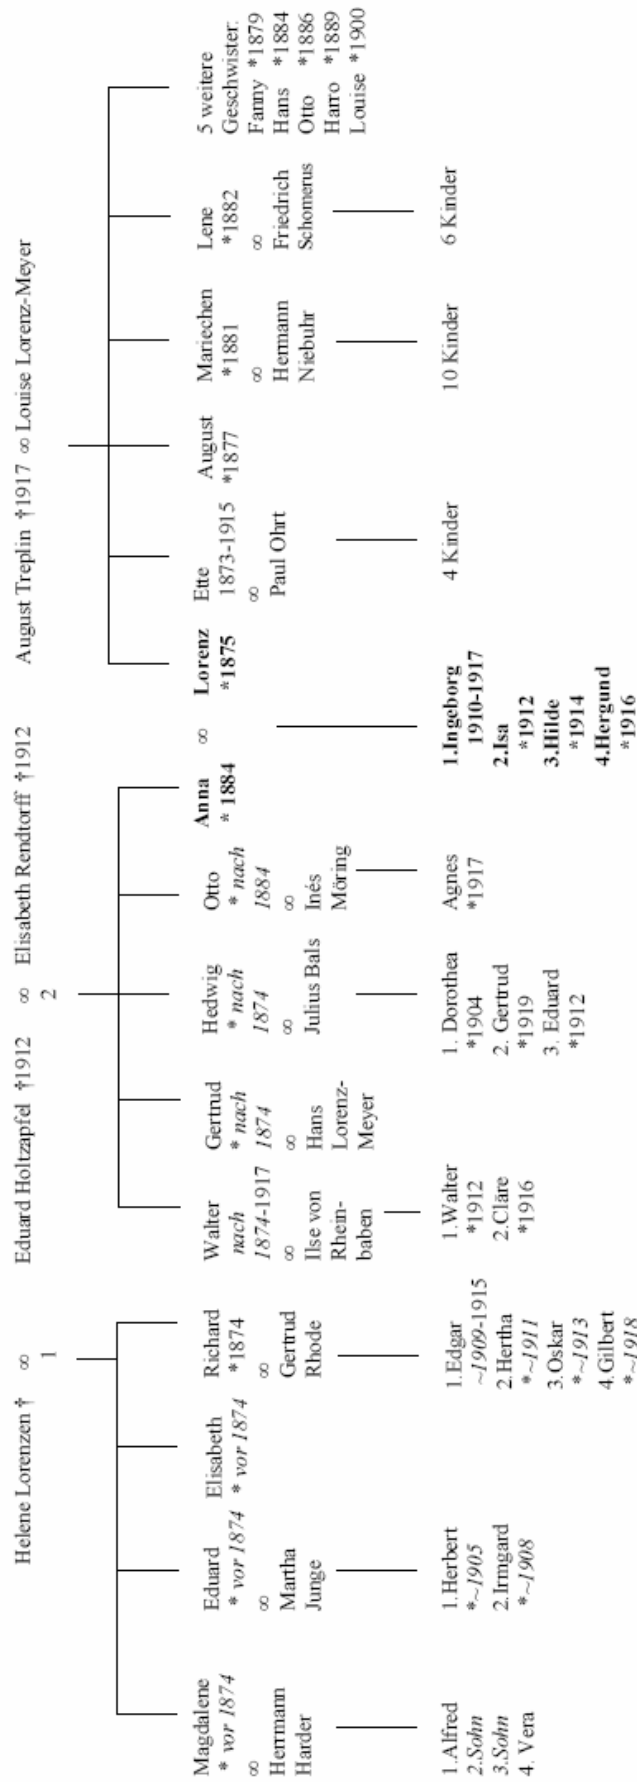 Helene Lorenzen † ∞ Eduard Holtzapfel †1912 ∞ Elisabeth Rendtorff †1912 August Treplin †1917 ∞ Louise Lorenz-Meyer
1 2
Magdalene
* vor 1874
∞
Herrmann
Harder
Eduard
* vor 1874
∞
Martha
Junge
Elisabeth
* vor 1874
Richard
*1874
∞
Gertrud
Rhode
Walter
nach
1874-1917
∞
Ilse von
Rhein-
baben
Gertrud
* nach
1874
∞
Hans
Lorenz-
Meyer
Hedwig
* nach
1874
∞
Julius Bals
Otto
* nach
1884
∞
Inés
Möring
Anna
* 1884
∞
Lorenz
*1875
Ette
1873-1915
∞
Paul Ohrt
August
*1877
Mariechen
*1881
∞
Hermann
Niebuhr
Lene
*1882
∞
Friedrich
Schomerus
5 weitere
Geschwister:
Fanny *1879
Hans *1884
Otto *1886
Harro *1889
Louise *1900
1.Alfred
2.Sohn
3.Sohn
4. Vera
1.Herbert
*~1905
2.Irmgard
*~1908
1.Edgar
~1909-1915
2.Hertha
*~1911
3.Oskar
*~1913
4.Gilbert
*~1918
1.Walter
*1912
2.Cläre
*1916
1. Dorothea
*1904
2. Gertrud
*1919
3. Eduard
*1912
Agnes
*1917
1.Ingeborg
1910-1917
2.Isa
*1912
3.Hilde
*1914
4.Hergund
*1916
4 Kinder
10 Kinder
6 Kinder